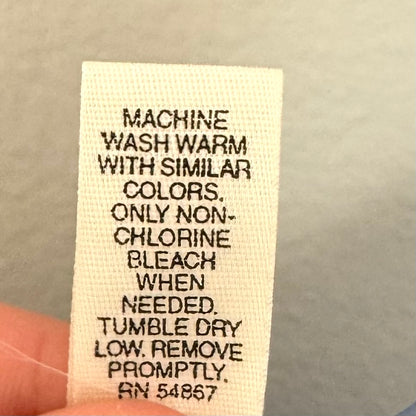 MACHINE
WASH WARM
WITH SIMILAR
COLORS.
ONLY NON-
CHLORINE
BLEACH
WHEN
NEEDED.
TUMBLE DRY
LOW. REMOVE
PROMPTLY.
RN 54867